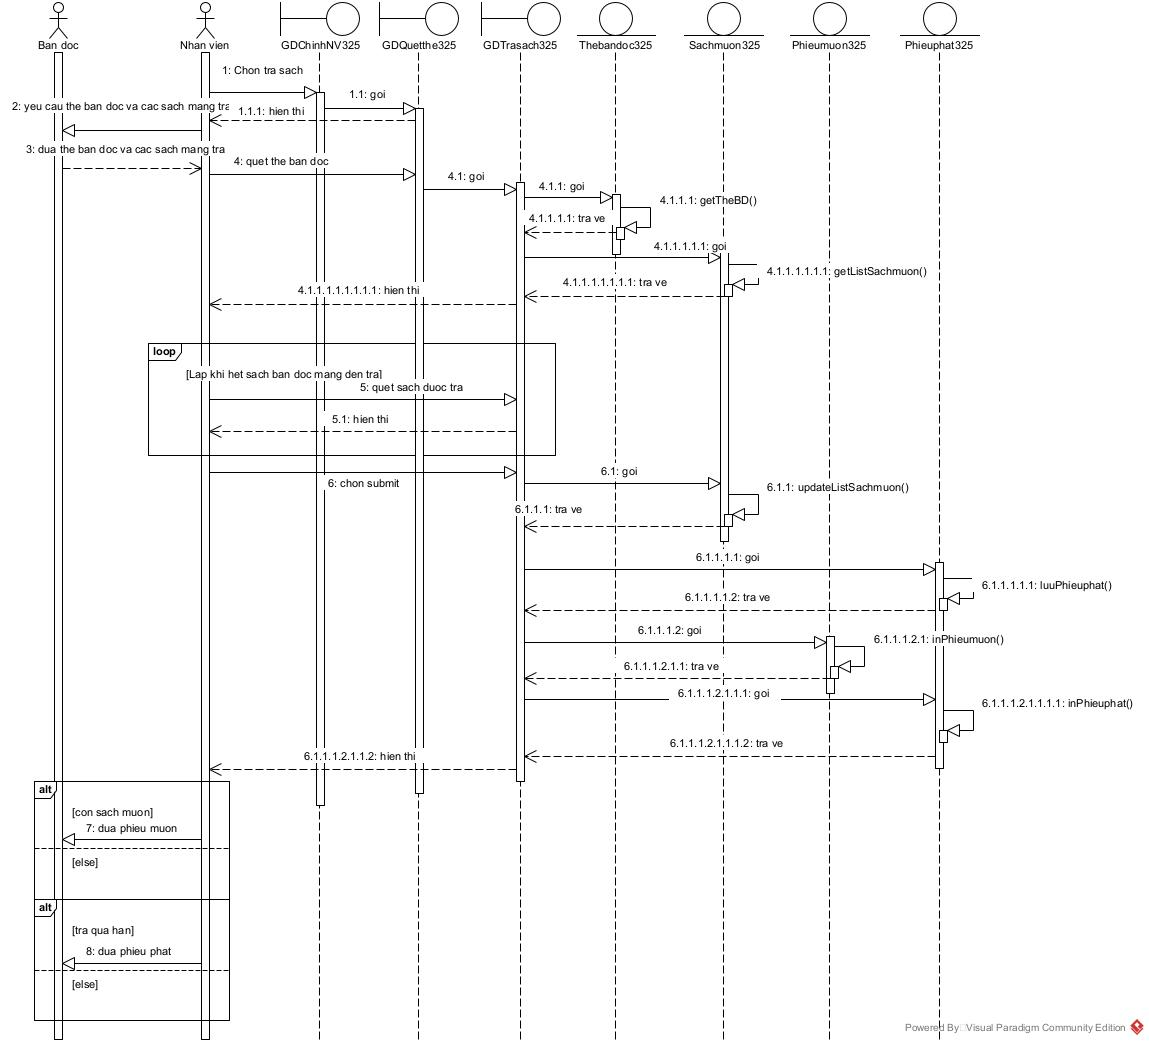 Ban doc
Nhan vien
GDChinhNV325
GDQuetthe325
GDTrasach325
Thebandoc325
Sachmuon325
Phieumuon325
Phieuphat325
1: Chon tra sach
1.1: goi
2: yeu cau the ban doc va cac sach mang tra
1.1.1: hien thi
3: dua the ban doc va cac sach mang tra
4: quet the ban doc
4.1: goi
4.1.1: goi
4.1.1.1: getTheBD()
4.1.1.1.1: tra ve
4.1.1.1.1.1: goi
4.1.1.1.1.1.1: getListSachmuon()
4.1.1.1.1.1.1.1: tra ve
4.1.1.1.1.1.1.1.1: hien thi
loop
[Lap khi het sach ban doc mang den tra]
5: quet sach duoc tra
5.1: hien thi
6: chon submit
6.1: goi
6.1.1: updateListSachmuon()
6.1.1.1: tra ve
6.1.1.1.1: goi
6.1.1.1.1.1: luuPhieuphat()
6.1.1.1.1.2: tra ve
6.1.1.1.2: goi
6.1.1.1.2.1: inPhieumuon()
6.1.1.1.2.1.1: tra ve
6.1.1.1.2.1.1.1: goi
6.1.1.1.2.1.1.1.1: inPhieuphat()
6.1.1.1.2.1.1.1.2: tra ve
6.1.1.1.2.1.1.2: hien thi
alt
[con sach muon]
7: dua phieu muon
[else]
alt
[tra qua han]
8: dua phieu phat
[else]
Powered By Visual Paradigm Community Edition